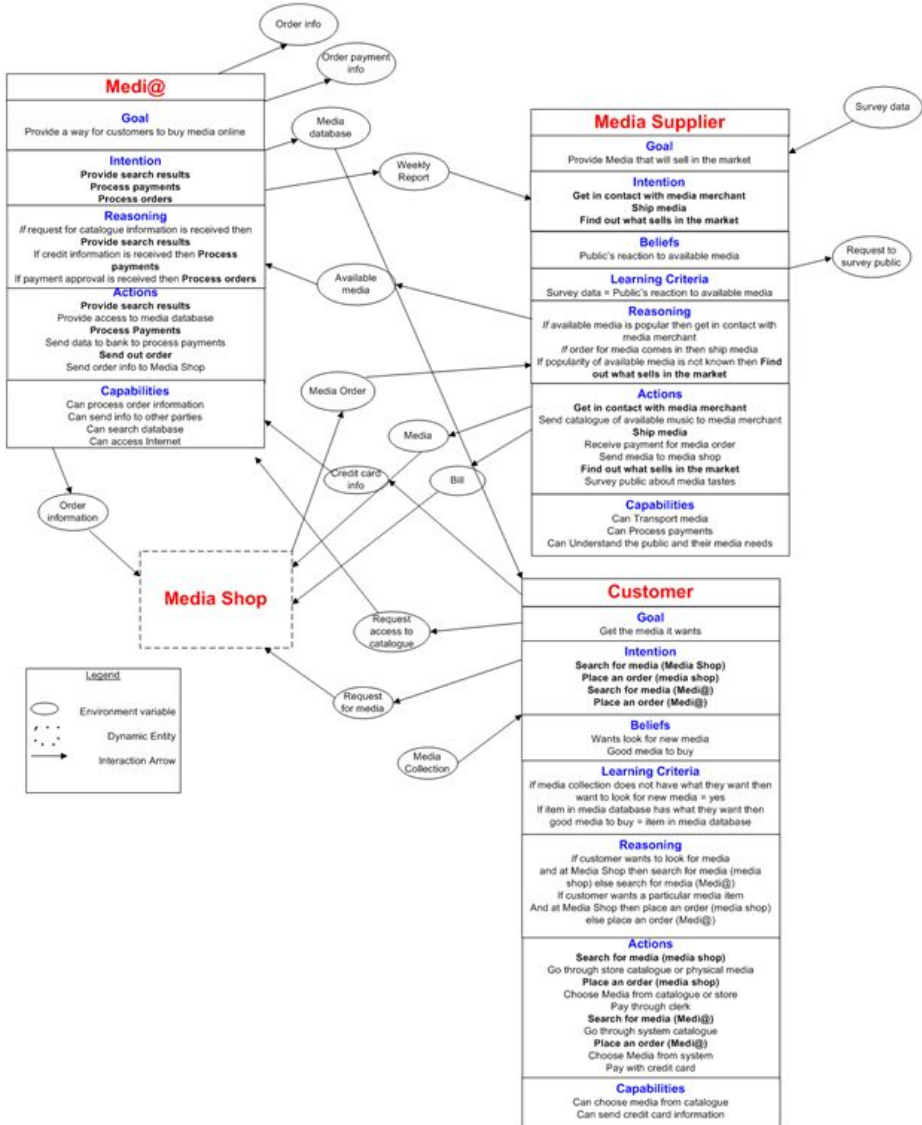 Order info
Order payment
info
Medi@
Goal
Provide a way for customers to buy media online
Intention
Provide search results
Process payments
Process orders
Reasoning
If request for catalogue information is received then
Provide search results
If credit information is received then Process
payments
If payment approval is received then Process orders
Actions
Provide search results
Provide access to media database
Process Payments
Send data to bank to process payments
Send out order
Send order info to Media Shop
Capabilities
Can process order information
Can send info to other parties
Can search database
Can access Internet
Media
database
Weekly
Report
Available
media
Media Order
Media
Credit card
info
Bill
Order
information
Media Shop
Request
access to
catalogue
Request
for media
Media
Collection
Survey data
Request to
survey public
Media Supplier
Goal
Provide Media that will sell in the market
Intention
Get in contact with media merchant
Ship media
Find out what sells in the market
Beliefs
Public's reaction to available media
Learning Criteria
Survey data = Public's reaction to available media
Reasoning
If available media is popular then get in contact with
media merchant
If order for media comes in then ship media
If popularity of available media is not known then Find
out what sells in the market
Actions
Get in contact with media merchant
Send catalogue of available music to media merchant
Ship media
Receive payment for media order
Send media to media shop
Find out what sells in the market
Survey public about media tastes
Capabilities
Can Transport media
Can Process payments
Can Understand the public and their media needs
Customer
Goal
Get the media it wants
Intention
Search for media (Media Shop)
Place an order (media shop)
Search for media (Medi@)
Place an order (Medi@)
Beliefs
Wants look for new media
Good media to buy
Learning Criteria
If media collection does not have what they want then
want to look for new media = yes
If item in media database has what they want then
good media to buy = item in media database
Reasoning
If customer wants to look for media
and at Media Shop then search for media (media
shop) else search for media (Medi@)
If customer wants a particular media item
And at Media Shop then place an order (media shop)
else place an order (Medi@)
Actions
Search for media (media shop)
Go through store catalogue or physical media
Place an order (media shop)
Choose Media from catalogue or store
Pay through clerk
Search for media (Medi@)
Go through system catalogue
Place an order (Medi@)
Choose Media from system
Pay with credit card
Capabilities
Can choose media from catalogue
Can send credit card information
Legend
Environment variable
Dynamic Entity
Interaction Arrow